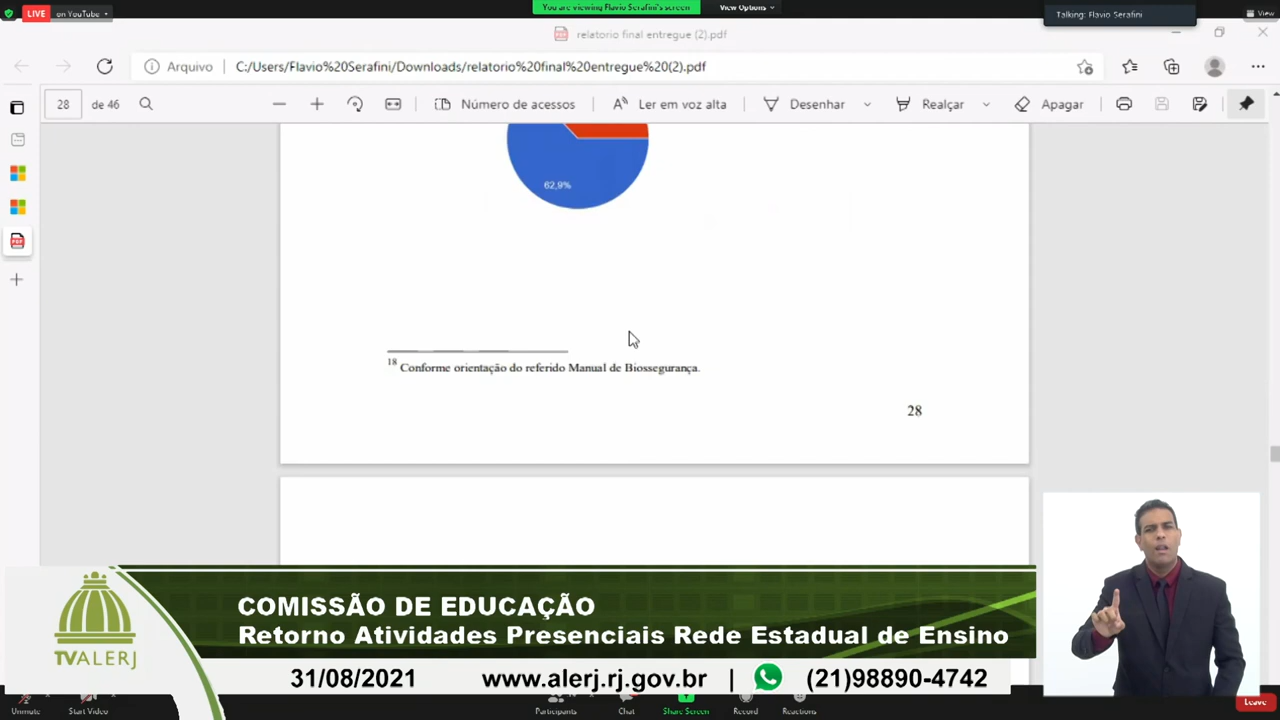 LIVE on YouTube
You are viewing Flavio Serafini's screen
View Options
Talking: Flavio Serafini
View
relatorio final entregue (2).pdf
Arquivo
C:/Users/Flavio%20Serafini/Downloads/relatorio%20final%20entregue%20(2).pdf
28 de 46
Número de acessos
Ler em voz alta
Desenhar
Realçar
Apagar
62,9%
18 Conforme orientação do referido Manual de Biossegurança.
28
COMISSÃO DE EDUCAÇÃO
Retorno Atividades Presenciais Rede Estadual de Ensino
TVALERJ
31/08/2021 www.alerj.rj.gov.br | (21)98890-4742
Unmute
Start Video
Participants
Chat
Share Screen
Record
Reactions
Leave